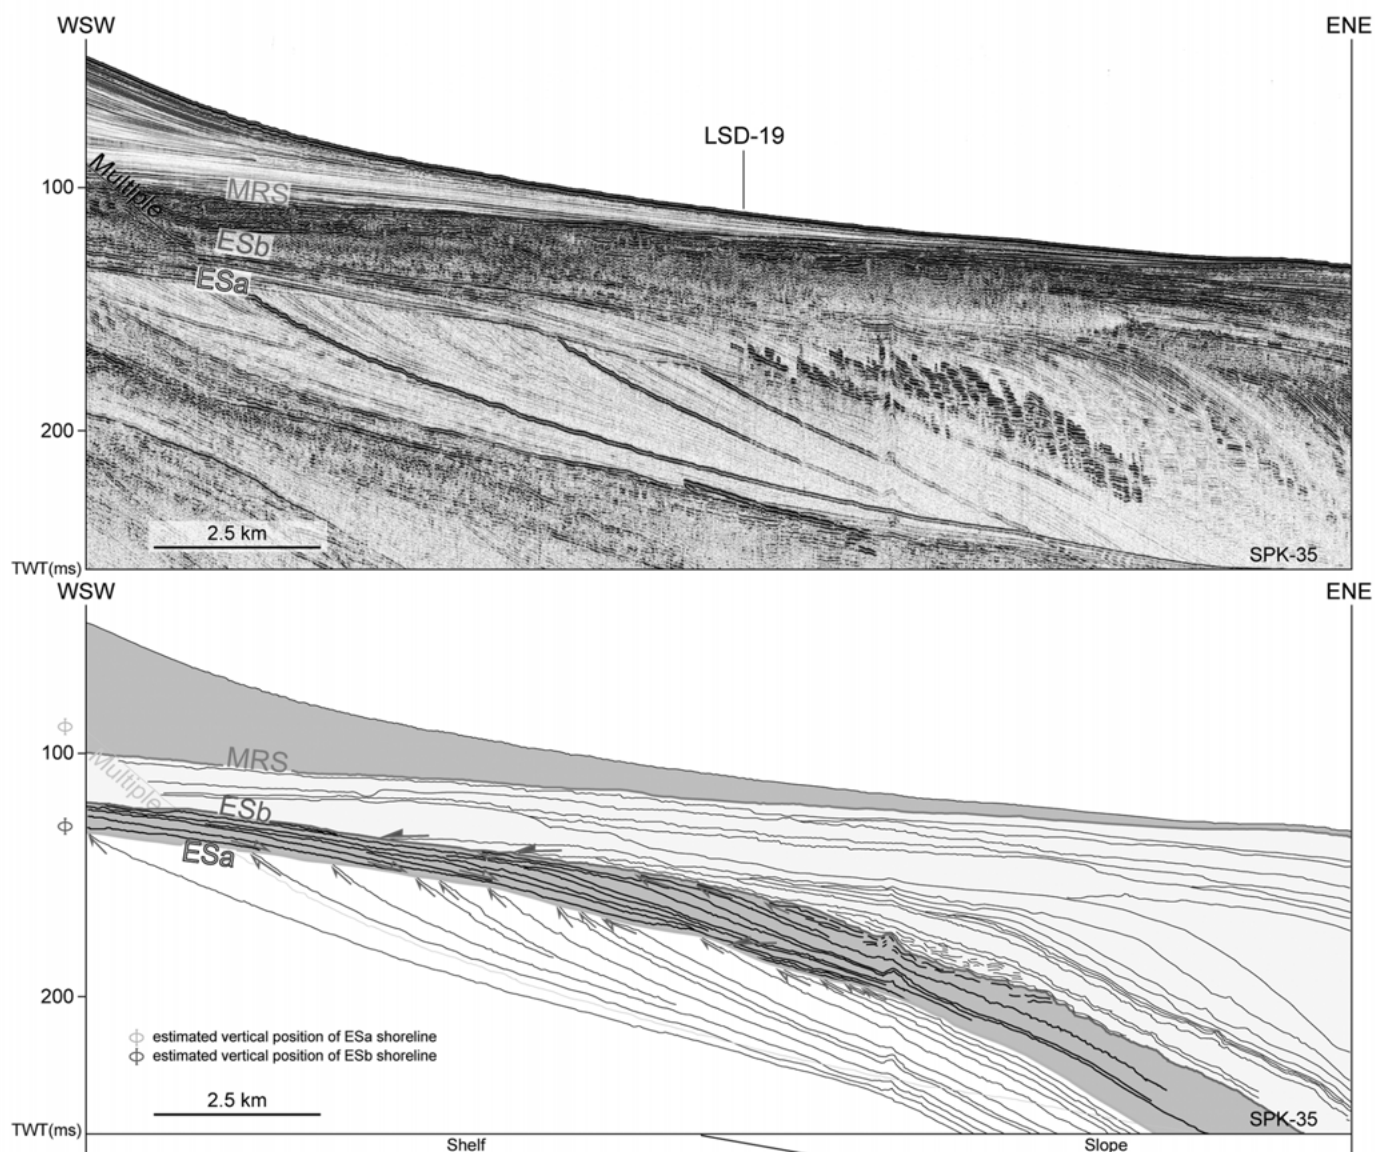 WSW
ENE
LSD-19
100
Multiple
MRS
ESb
ESa
200
2.5 km
SPK-35
TWT(ms)
WSW
ENE
ϕ
100
MRS
Multiple
ESb
ϕ
ESa
200
ϕ estimated vertical position of ESa shoreline
ϕ estimated vertical position of ESb shoreline
2.5 km
SPK-35
TWT(ms)
Shelf
Slope